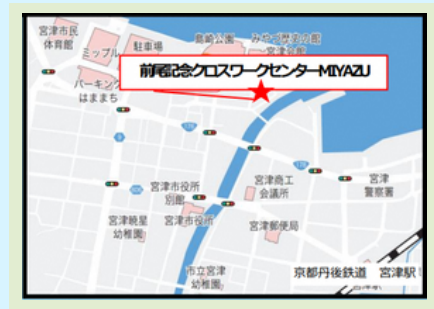 宮津市民
体育館
ミップル
駐車場
島崎公園
みやづ歴史の館
宮津会館
前尾記念クロスワークセンターMIYAZU
パーキング
はままち
176
宮津市役所
別館
宮津商工
会議所
宮津
警察署
宮津暁星
幼稚園
宮津市役所
宮津郵便局
市立宮津
幼稚園
京都丹後鉄道 宮津駅